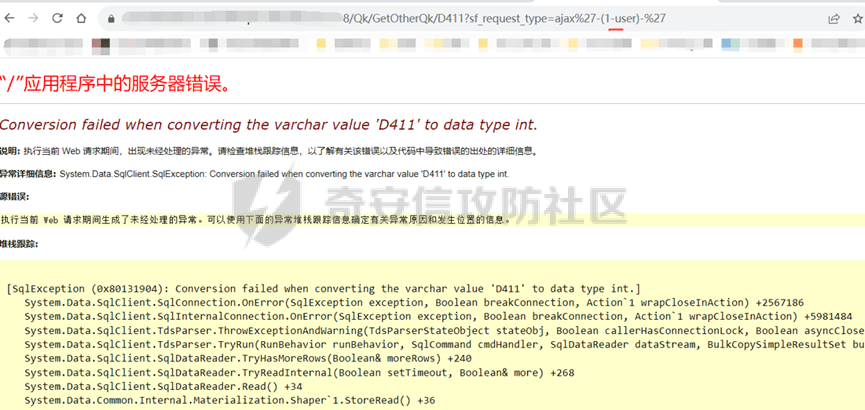 8/Qk/GetOtherQk/D411?sf_request_type=ajax%27-(1-user)-%27
“/”应用程序中的服务器错误。
Conversion failed when converting the varchar value 'D411' to data type int.
说明: 执行当前 Web 请求期间，出现未经处理的异常。请检查堆栈跟踪信息，以了解有关该错误以及代码中导致错误的出处的详细信息。
异常详细信息: System.Data.SqlClient.SqlException: Conversion failed when converting the varchar value 'D411' to data type int.
源错误:
执行当前 Web 请求期间生成了未经处理的异常。可以使用下面的异常堆栈跟踪信息确定有关异常原因和发生位置的信息。
奇安信攻防社区
堆栈跟踪:
[SqlException (0x80131904): Conversion failed when converting the varchar value 'D411' to data type int.]
System.Data.SqlClient.SqlConnection.OnError(SqlException exception, Boolean breakConnection, Action`1 wrapCloseInAction) +2567186
System.Data.SqlClient.SqlInternalConnection.OnError(SqlException exception, Boolean breakConnection, Action`1 wrapCloseInAction) +5981484
System.Data.SqlClient.TdsParser.ThrowExceptionAndWarning(TdsParserStateObject stateObj, Boolean callerHasConnectionLock, Boolean asyncClose
System.Data.SqlClient.TdsParser.TryRun(RunBehavior runBehavior, SqlCommand cmdHandler, SqlDataReader dataStream, BulkCopySimpleResultSet bu
System.Data.SqlClient.SqlDataReader.TryHasMoreRows(Boolean& moreRows) +240
System.Data.SqlClient.SqlDataReader.TryReadInternal(Boolean setTimeout, Boolean& more) +268
System.Data.SqlClient.SqlDataReader.Read() +34
System.Data.Common.Internal.Materialization.Shaper`1.StoreRead() +36